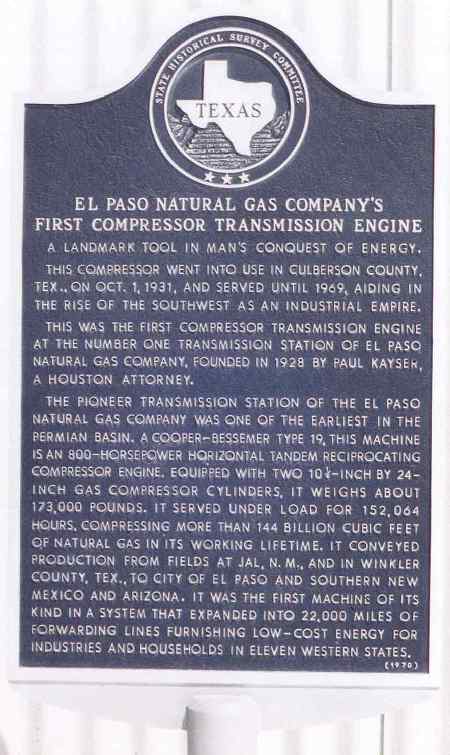 STATE HISTORICAL SURVEY COMMITTEE
TEXAS
EL PASO NATURAL GAS COMPANY'S
FIRST COMPRESSOR TRANSMISSION ENGINE
A LANDMARK TOOL IN MAN'S CONQUEST OF ENERGY.
THIS COMPRESSOR WENT INTO USE IN CULBERSON COUNTY,
TEX., ON OCT. 1, 1931, AND SERVED UNTIL 1969, AIDING IN
THE RISE OF THE SOUTHWEST AS AN INDUSTRIAL EMPIRE.
THIS WAS THE FIRST COMPRESSOR TRANSMISSION ENGINE
AT THE NUMBER ONE TRANSMISSION STATION OF EL PASO
NATURAL GAS COMPANY, FOUNDED IN 1928 BY PAUL KAYSER,
A HOUSTON ATTORNEY.
THE PIONEER TRANSMISSION STATION OF THE EL PASO
NATURAL GAS COMPANY WAS ONE OF THE EARLIEST IN THE
PERMIAN BASIN. A COOPER-BESSEMER TYPE 19, THIS MACHINE
IS AN 800-HORSEPOWER HORIZONTAL TANDEM RECIPROCATING
COMPRESSOR ENGINE. EQUIPPED WITH TWO 10¼-INCH BY 24-
INCH GAS COMPRESSOR CYLINDERS, IT WEIGHS ABOUT
173,000 POUNDS. IT SERVED UNDER LOAD FOR 152,064
HOURS, COMPRESSING MORE THAN 144 BILLION CUBIC FEET
OF NATURAL GAS IN ITS WORKING LIFETIME. IT CONVEYED
PRODUCTION FROM FIELDS AT JAL, N. M., AND IN WINKLER
COUNTY, TEX., TO CITY OF EL PASO AND SOUTHERN NEW
MEXICO AND ARIZONA. IT WAS THE FIRST MACHINE OF ITS
KIND IN A SYSTEM THAT EXPANDED INTO 22,000 MILES OF
FORWARDING LINES FURNISHING LOW-COST ENERGY FOR
INDUSTRIES AND HOUSEHOLDS IN ELEVEN WESTERN STATES.
(1970)